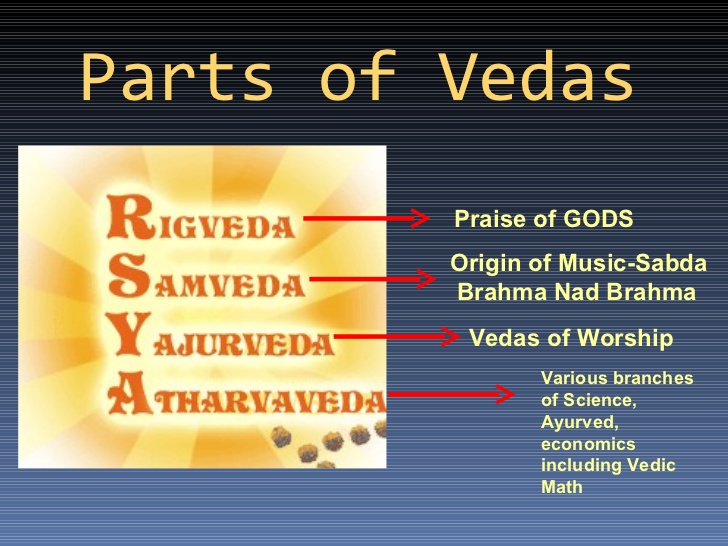 Parts of Vedas
RIGVEDA
Praise of GODS
SAMVEDA
Origin of Music-Sabda
Brahma Nad Brahma
YAJURVEDA
Vedas of Worship
ATHARVAVEDA
Various branches
of Science,
Ayurved,
economics
including Vedic
Math